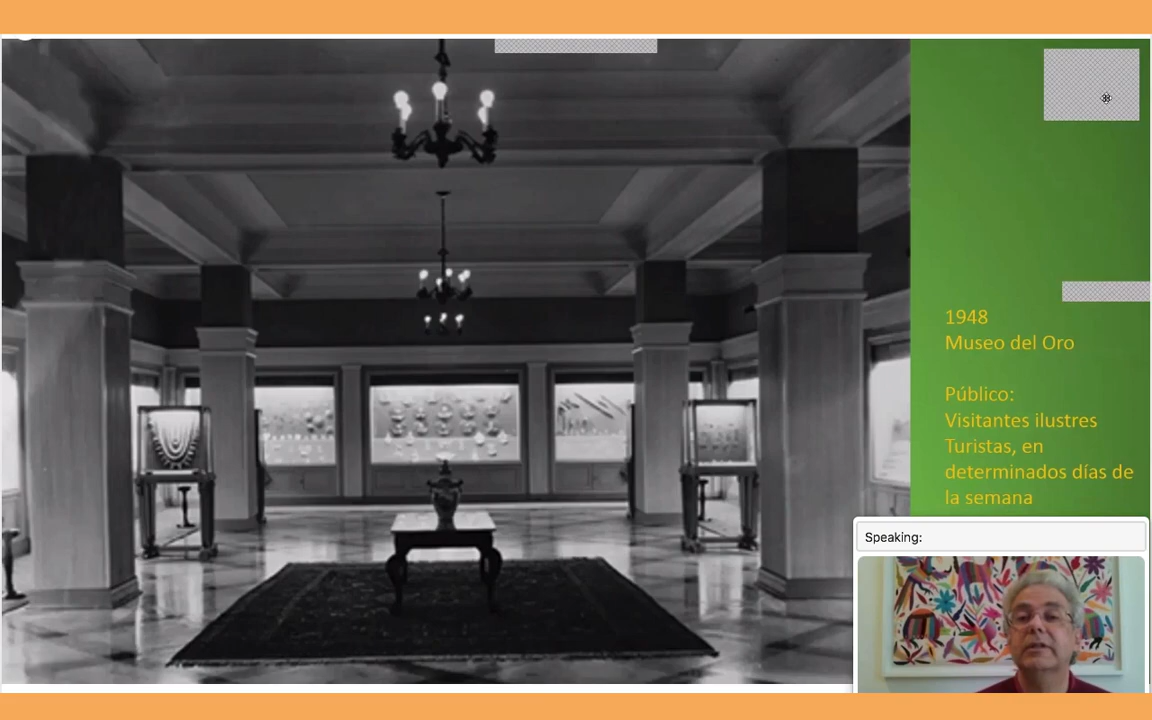 1948
Museo del Oro
Público:
Visitantes ilustres
Turistas, en
determinados días de
la semana
Speaking: